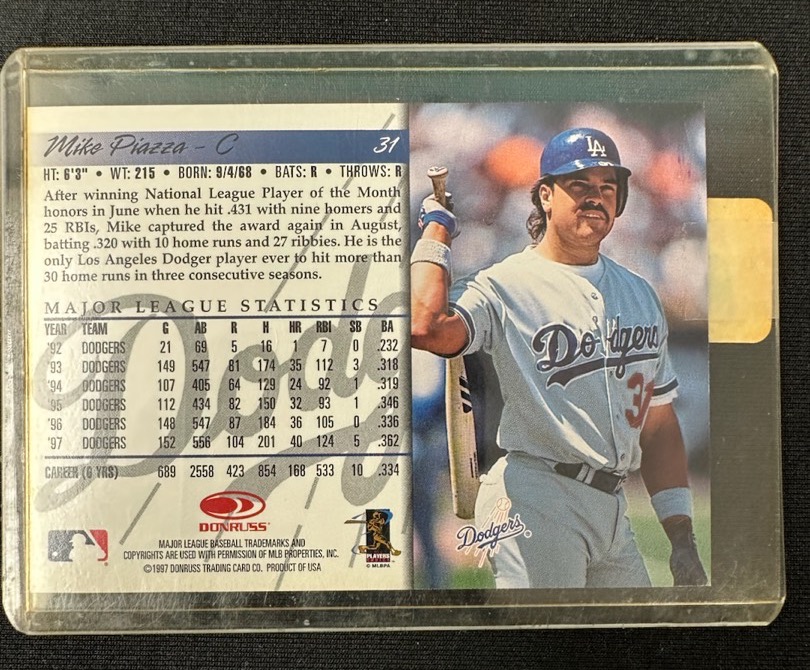 Mike Piazza - C 31
HT: 6'3" • WT: 215 • BORN: 9/4/68 • BATS: R • THROWS: R
After winning National League Player of the Month
honors in June when he hit .431 with nine homers and
25 RBIs, Mike captured the award again in August,
batting .320 with 10 home runs and 27 ribbies. He is the
only Los Angeles Dodger player ever to hit more than
30 home runs in three consecutive seasons.
MAJOR LEAGUE STATISTICS
YEAR TEAM G AB R H HR RBI SB BA
'92 DODGERS 21 69 5 16 1 7 0 .232
'93 DODGERS 149 547 81 174 35 112 3 .318
'94 DODGERS 107 405 64 129 24 92 1 .319
'95 DODGERS 112 434 82 150 32 93 1 .346
'96 DODGERS 148 547 87 184 36 105 0 .336
'97 DODGERS 152 556 104 201 40 124 5 .362
CAREER (6 YRS) 689 2558 423 854 168 533 10 .334
DONRUSS
MAJOR LEAGUE BASEBALL TRADEMARKS AND
COPYRIGHTS ARE USED WITH PERMISSION OF MLB PROPERTIES, INC.
©1997 DONRUSS TRADING CARD CO. PRODUCT OF USA
PLAYERS
CHOICE
© MLBPA
LA
Dodgers
31
Dodgers
Dodg